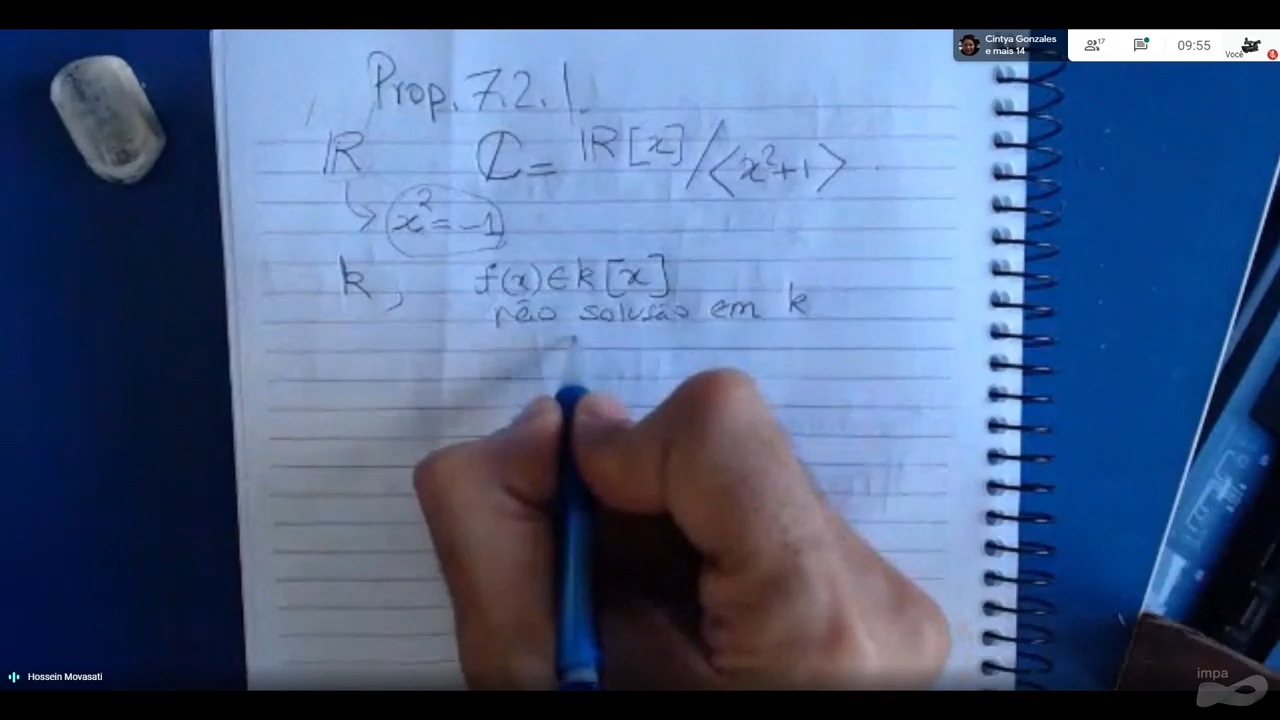 Cintya Gonzales
e mais 14
17
09:55
Você
Prop. 7.2.1.
ℝ ℂ = ℝ[x]/<x²+1>
x² = -1
k, f(x) ∈ k[x]
não solusão em k
Hossein Movasati
impa